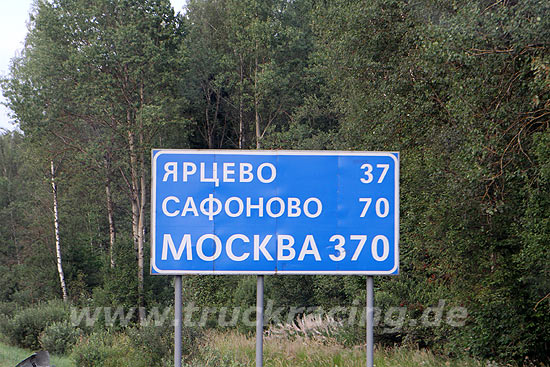 ЯРЦЕВО 37
САФОНОВО 70
МОСКВА 370
© www.truckracing.de